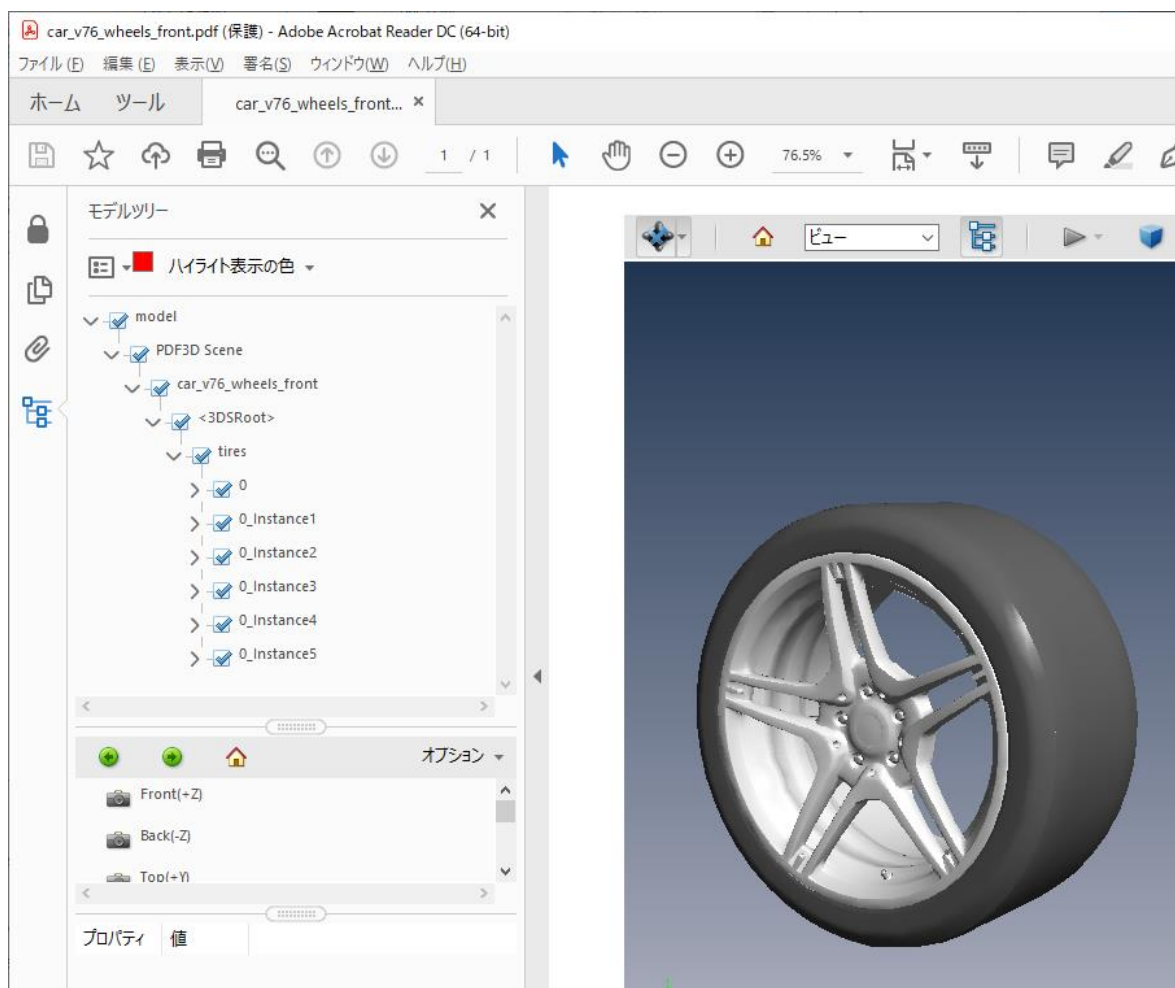 car_v76_wheels_front.pdf (保護) - Adobe Acrobat Reader DC (64-bit)
ファイル(F) 編集(E) 表示(V) 署名(S) ウィンドウ(W) ヘルプ(H)
ホーム ツール car_v76_wheels_front... ×
1 / 1 76.5%
モデルツリー
ハイライト表示の色
ビュー
model
PDF3D Scene
car_v76_wheels_front
<3DSRoot>
tires
0
0_Instance1
0_Instance2
0_Instance3
0_Instance4
0_Instance5
オプション
Front(+Z)
Back(-Z)
Top(+Y)
プロパティ 値